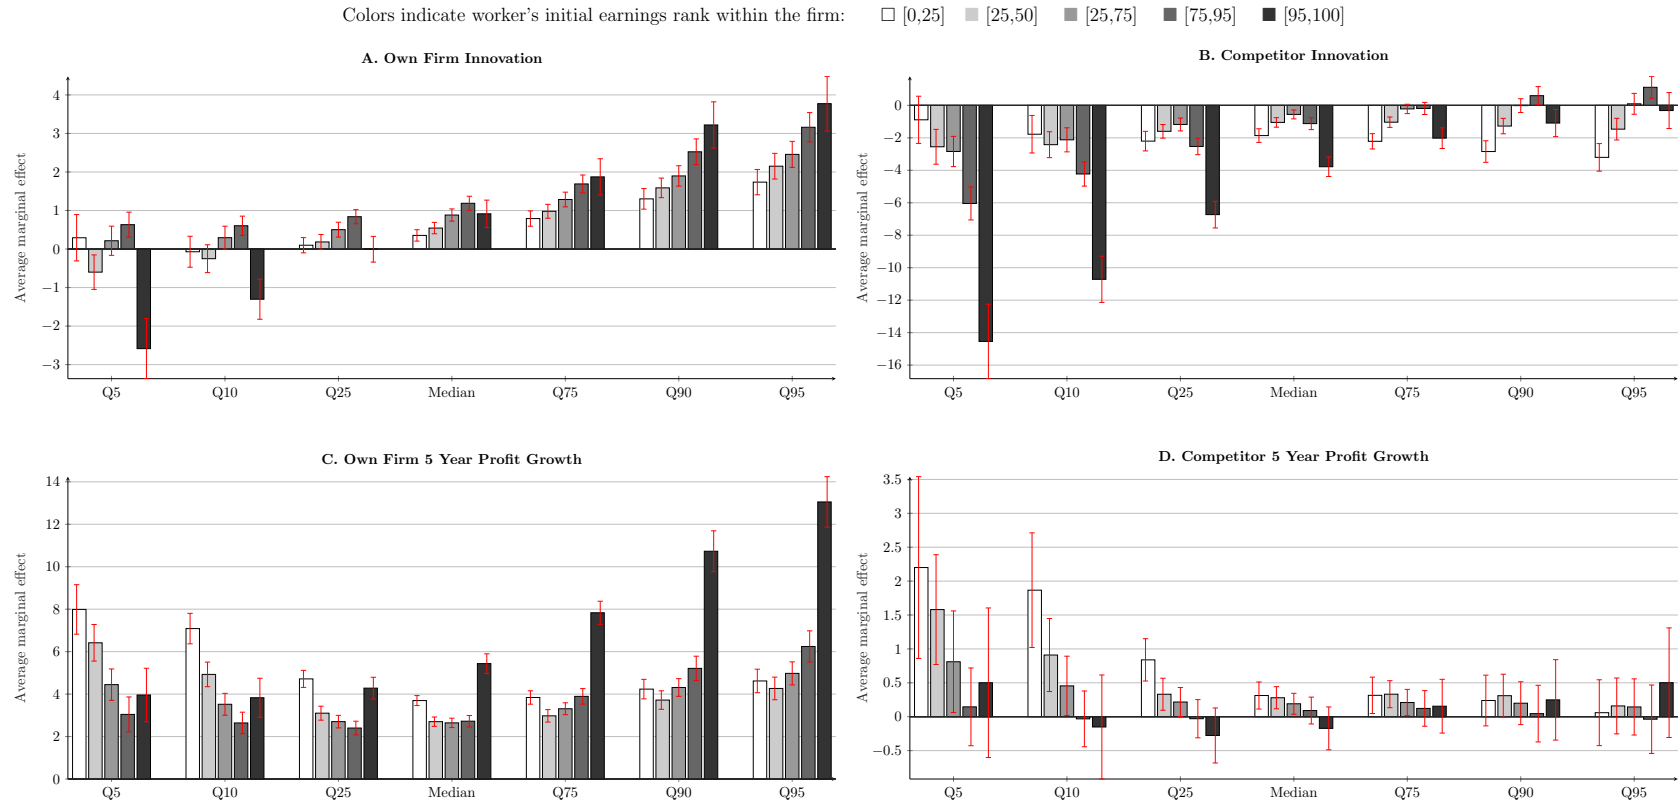 Colors indicate worker's initial earnings rank within the firm: [0,25] [25,50] [25,75] [75,95] [95,100]
A. Own Firm Innovation
Average marginal effect
4
3
2
1
0
−1
−2
−3
Q5 Q10 Q25 Median Q75 Q90 Q95
B. Competitor Innovation
Average marginal effect
0
−2
−4
−6
−8
−10
−12
−14
−16
Q5 Q10 Q25 Median Q75 Q90 Q95
C. Own Firm 5 Year Profit Growth
Average marginal effect
14
12
10
8
6
4
2
0
Q5 Q10 Q25 Median Q75 Q90 Q95
D. Competitor 5 Year Profit Growth
Average marginal effect
3.5
3
2.5
2
1.5
1
0.5
0
−0.5
Q5 Q10 Q25 Median Q75 Q90 Q95